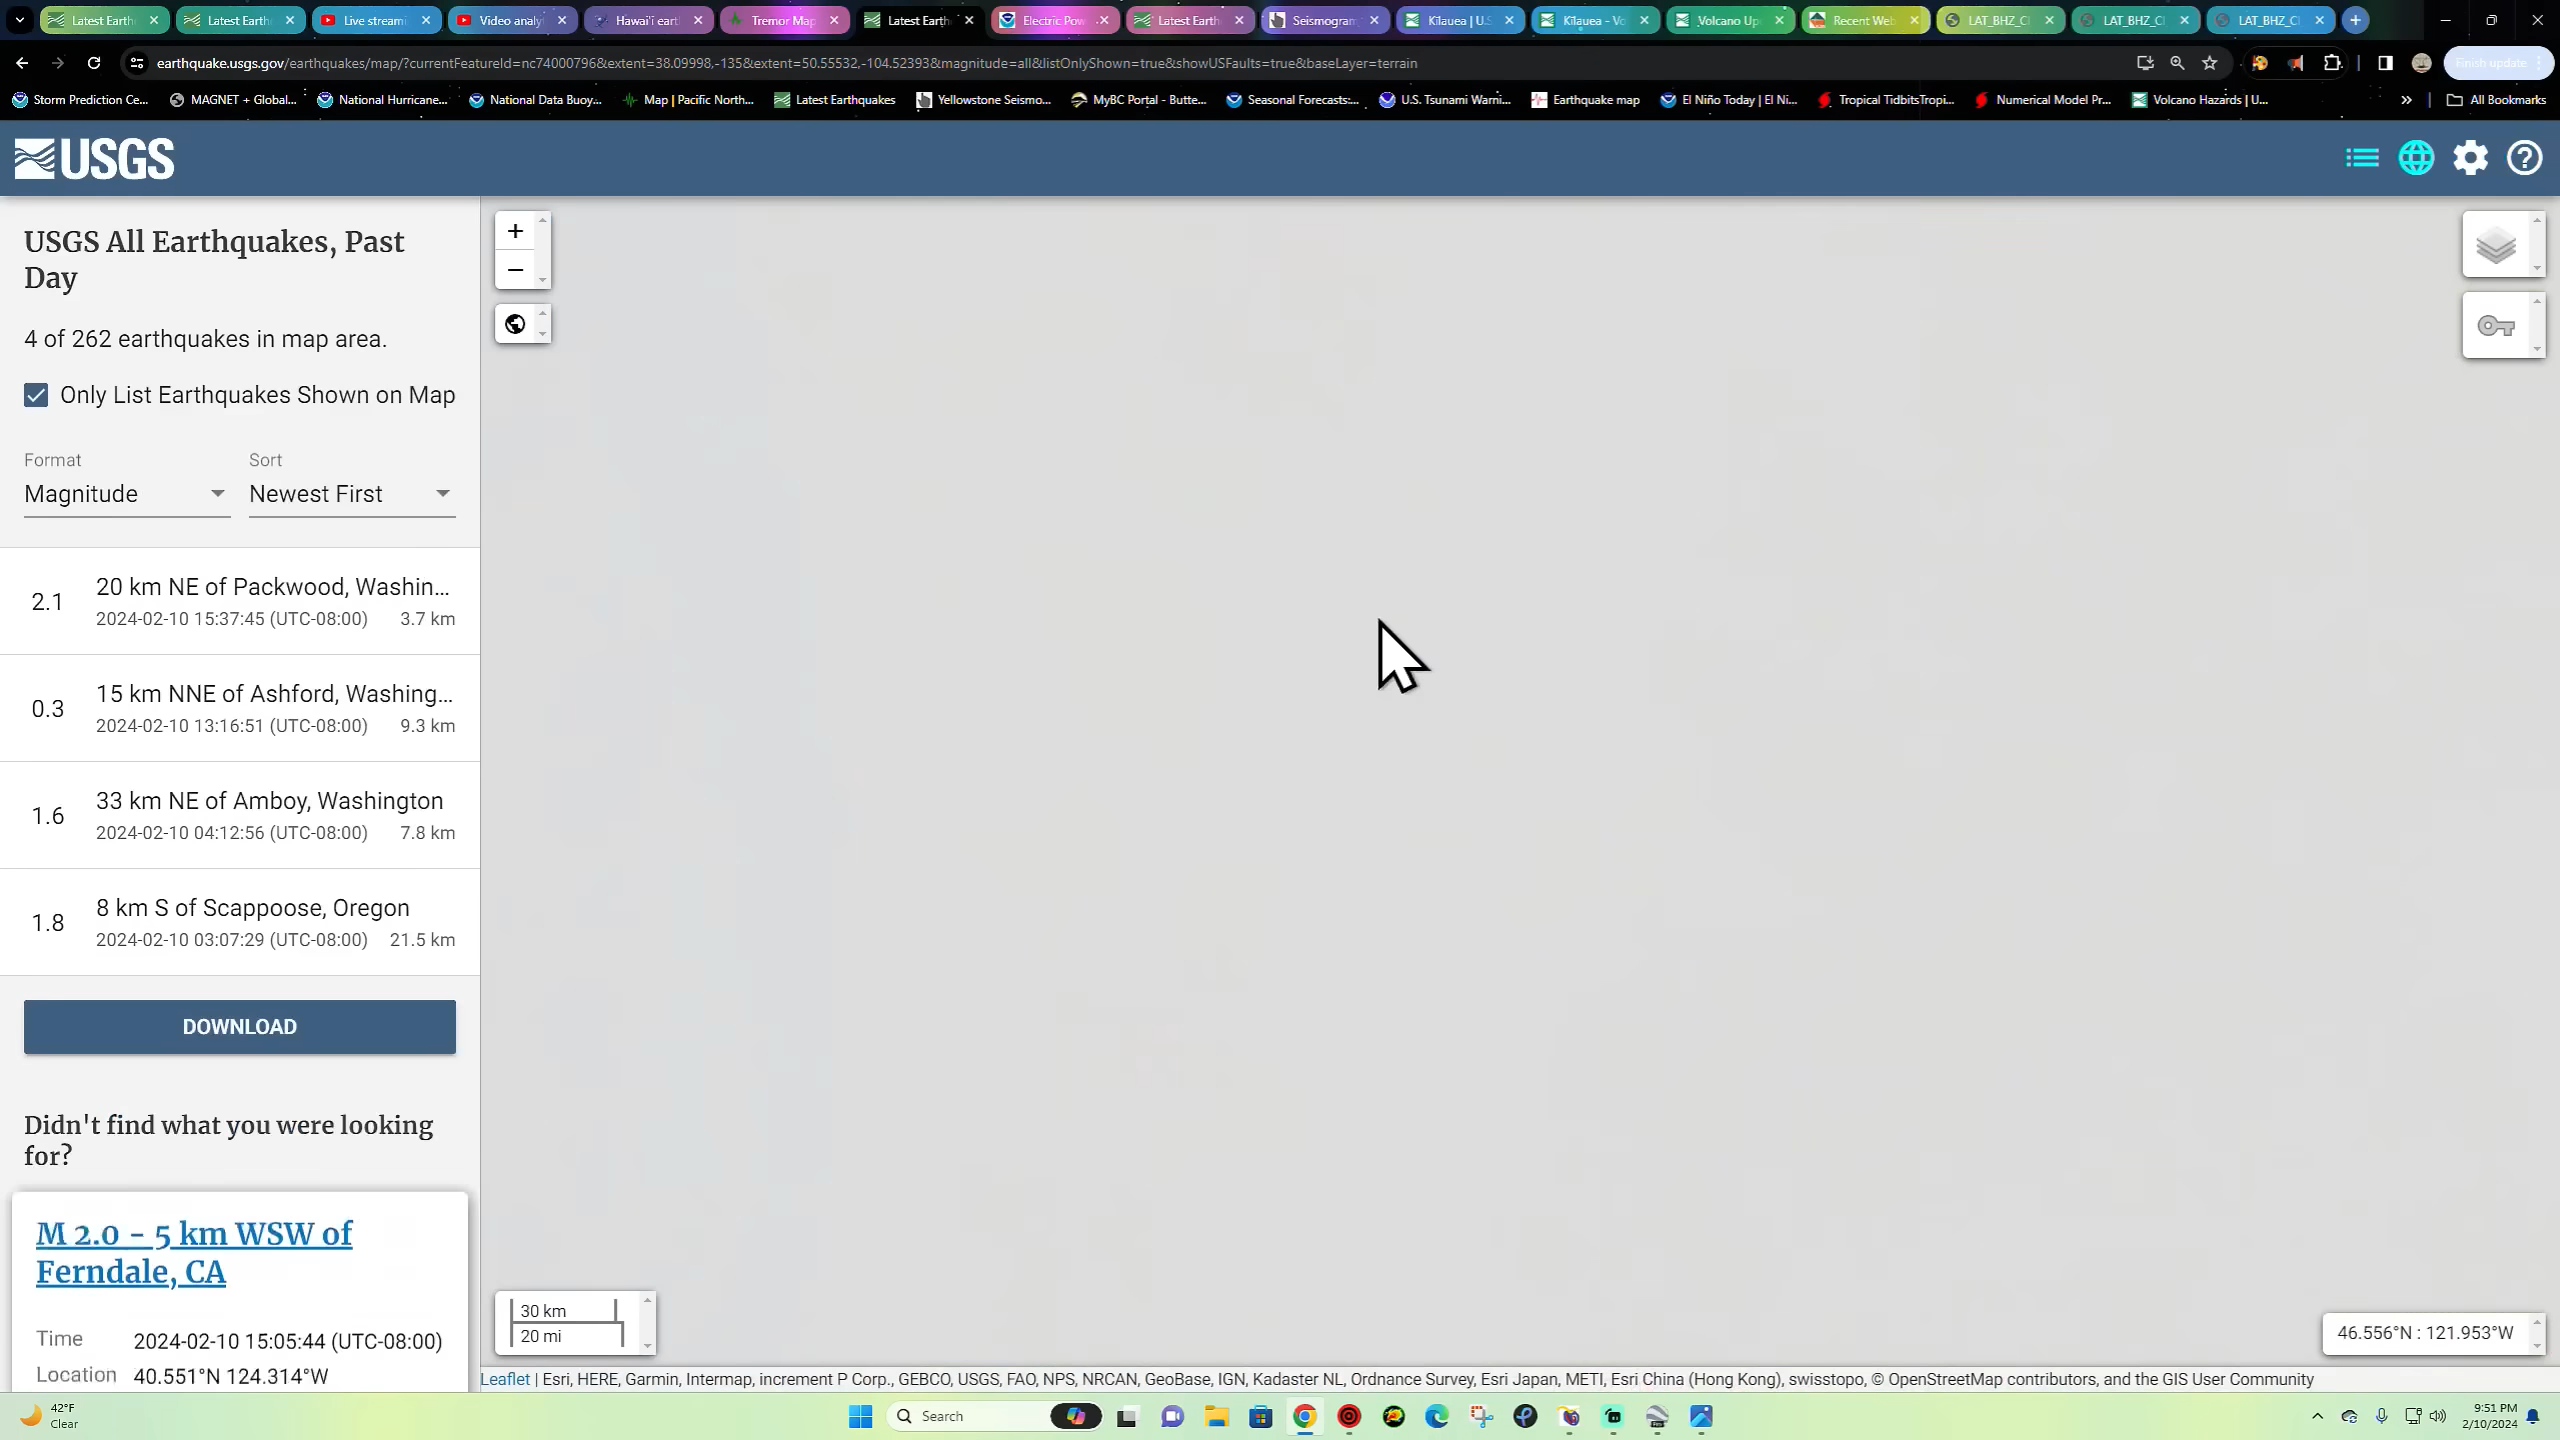 Latest Earth
Latest Earth
Live streami
Video analy
Hawai'i eart
Tremor Map
Latest Earth
Electric Pow
Latest Earth
Seismogram
Kīlauea | U.S
Kīlauea - Vo
Volcano Up
Recent Web
LAT_BHZ_CI
LAT_BHZ_CI
LAT_BHZ_CI
earthquake.usgs.gov/earthquakes/map/?currentFeatureId=nc74000796&extent=38.09998,-135&extent=50.55532,-104.52393&magnitude=all&listOnlyShown=true&showUSFaults=true&baseLayer=terrain
Finish update
Storm Prediction Ce...
MAGNET + Global...
National Hurricane...
National Data Buoy...
Map | Pacific North...
Latest Earthquakes
Yellowstone Seismo...
MyBC Portal - Butte...
Seasonal Forecasts:...
U.S. Tsunami Warni...
Earthquake map
El Niño Today | El Ni...
Tropical TidbitsTropi...
Numerical Model Pr...
Volcano Hazards | U...
All Bookmarks
USGS
USGS All Earthquakes, Past
Day
4 of 262 earthquakes in map area.
Only List Earthquakes Shown on Map
Format
Sort
Magnitude
Newest First
2.1
20 km NE of Packwood, Washin...
2024-02-10 15:37:45 (UTC-08:00) 3.7 km
0.3
15 km NNE of Ashford, Washing...
2024-02-10 13:16:51 (UTC-08:00) 9.3 km
1.6
33 km NE of Amboy, Washington
2024-02-10 04:12:56 (UTC-08:00) 7.8 km
1.8
8 km S of Scappoose, Oregon
2024-02-10 03:07:29 (UTC-08:00) 21.5 km
DOWNLOAD
Didn't find what you were looking
for?
M 2.0 - 5 km WSW of
Ferndale, CA
Time 2024-02-10 15:05:44 (UTC-08:00)
Location 40.551°N 124.314°W
30 km
20 mi
46.556°N : 121.953°W
Leaflet | Esri, HERE, Garmin, Intermap, increment P Corp., GEBCO, USGS, FAO, NPS, NRCAN, GeoBase, IGN, Kadaster NL, Ordnance Survey, Esri Japan, METI, Esri China (Hong Kong), swisstopo, © OpenStreetMap contributors, and the GIS User Community
42°F
Clear
Search
9:51 PM
2/10/2024